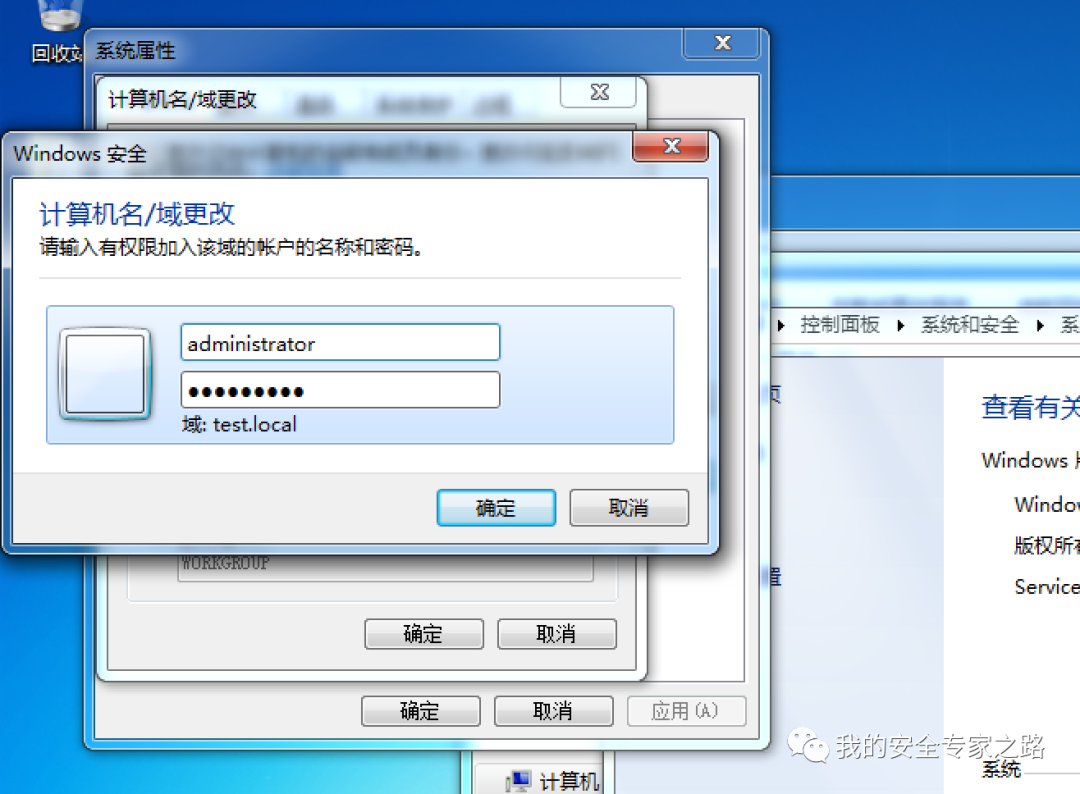 回收站
系统属性
计算机名/域更改
Windows 安全
计算机名/域更改
请输入有权限加入该域的帐户的名称和密码。
administrator
●●●●●●●●●
域: test.local
确定
取消
WORKGROUP
确定
取消
确定
取消
应用(A)
控制面板
系统和安全
系
页
查看有关
Windows
Window
版权所有
Service
置
系统
计算机
我的安全专家之路